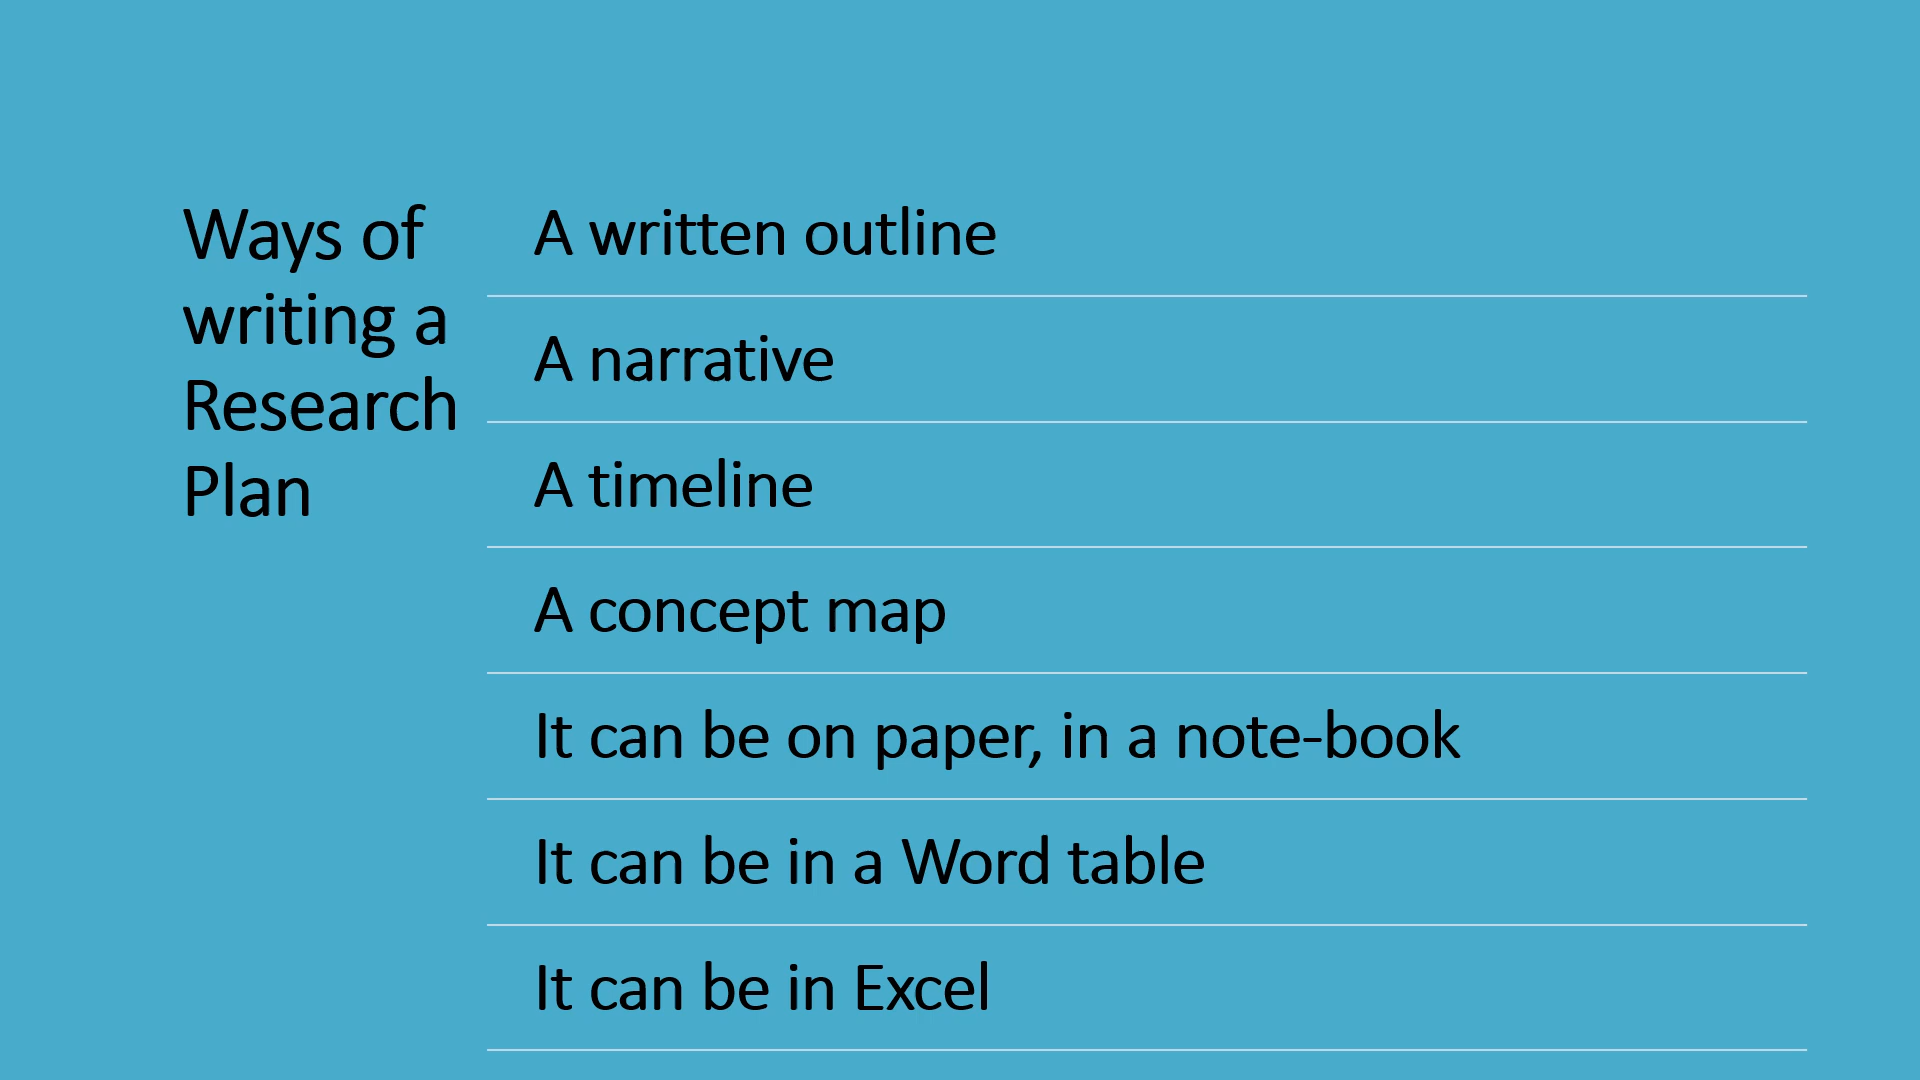 Ways of
writing a
Research
Plan
A written outline
A narrative
A timeline
A concept map
It can be on paper, in a note-book
It can be in a Word table
It can be in Excel